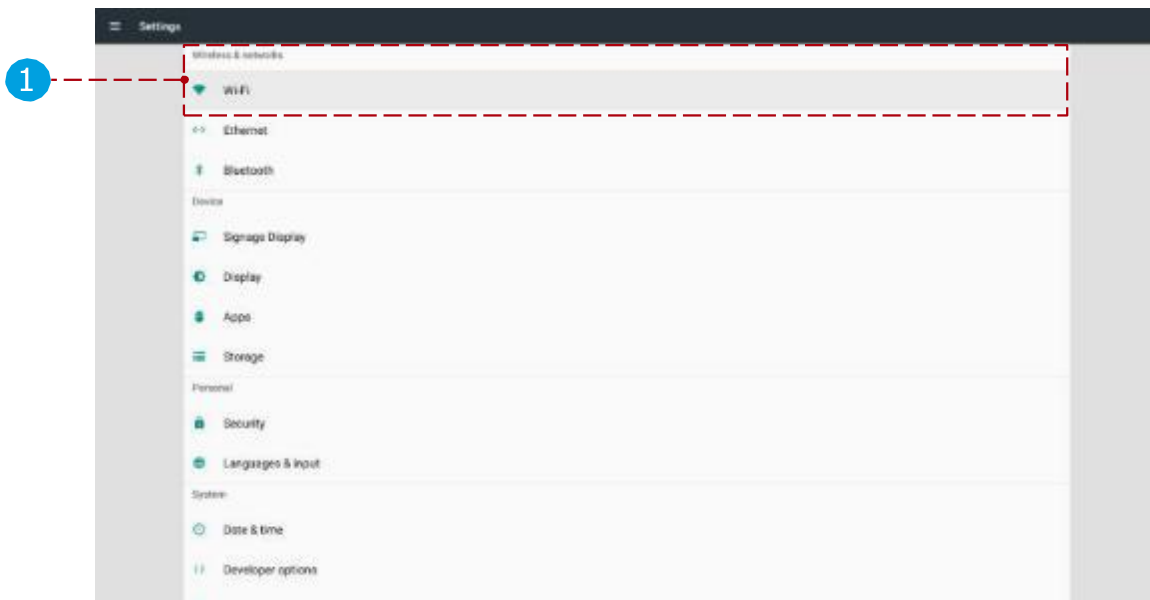 Settings
Wireless & networks
1
Wi-Fi
Ethernet
Bluetooth
Device
Signage Display
Display
Apps
Storage
Personal
Security
Languages & input
System
Date & time
Developer options